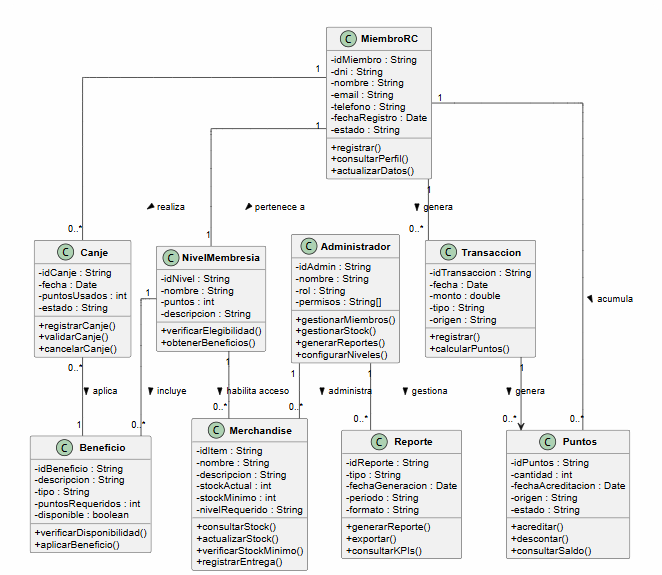 C MiembroRC
-idMiembro : String
-dni : String
-nombre : String
-email : String
-telefono : String
-fechaRegistro : Date
-estado : String
+registrar()
+consultarPerfil()
+actualizarDatos()
1
1
1
1
realiza
pertenece a
genera
acumula
0..*
1
0..*
C Canje
-idCanje : String
-fecha : Date
-puntosUsados : int
-estado : String
+registrarCanje()
+validarCanje()
+cancelarCanje()
C NivelMembresia
-idNivel : String
-nombre : String
-puntos : int
-descripcion : String
+verificarElegibilidad()
+obtenerBeneficios()
C Administrador
-idAdmin : String
-nombre : String
-rol : String
-permisos : String[]
+gestionarMiembros()
+gestionarStock()
+generarReportes()
+configurarNiveles()
C Transaccion
-idTransaccion : String
-fecha : Date
-monto : double
-tipo : String
-origen : String
+registrar()
+calcularPuntos()
0..*
1
1
1
1
1
aplica
incluye
habilita acceso
administra
gestiona
genera
1
0..*
0..*
0..*
0..*
0..*
0..*
C Beneficio
-idBeneficio : String
-descripcion : String
-tipo : String
-puntosRequeridos : int
-disponible : boolean
+verificarDisponibilidad()
+aplicarBeneficio()
C Merchandise
-idItem : String
-nombre : String
-descripcion : String
-stockActual : int
-stockMinimo : int
-nivelRequerido : String
+consultarStock()
+actualizarStock()
+verificarStockMinimo()
+registrarEntrega()
C Reporte
-idReporte : String
-tipo : String
-fechaGeneracion : Date
-periodo : String
-formato : String
+generarReporte()
+exportar()
+consultarKPIs()
C Puntos
-idPuntos : String
-cantidad : int
-fechaAcreditacion : Date
-origen : String
-estado : String
+acreditar()
+descontar()
+consultarSaldo()